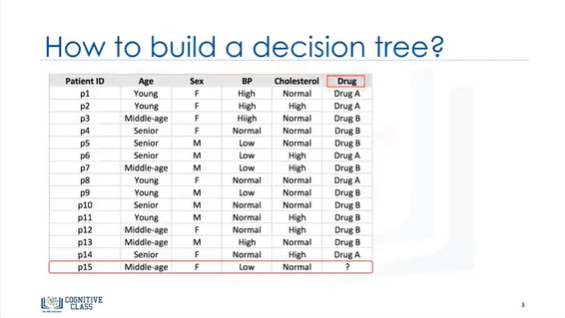 How to build a decision tree?
Patient ID Age Sex BP Cholesterol Drug
p1 Young F High Normal Drug A
p2 Young F High High Drug A
p3 Middle-age F Hiigh Normal Drug B
p4 Senior F Normal Normal Drug B
p5 Senior M Low Normal Drug B
p6 Senior M Low High Drug A
p7 Middle-age M Low High Drug B
p8 Young F Normal Normal Drug A
p9 Young M Low Normal Drug B
p10 Senior M Normal Normal Drug B
p11 Young M Normal High Drug B
p12 Middle-age F Normal High Drug B
p13 Middle-age M High Normal Drug B
p14 Senior F Normal High Drug A
p15 Middle-age F Low Normal ?
COGNITIVE
CLASS
3